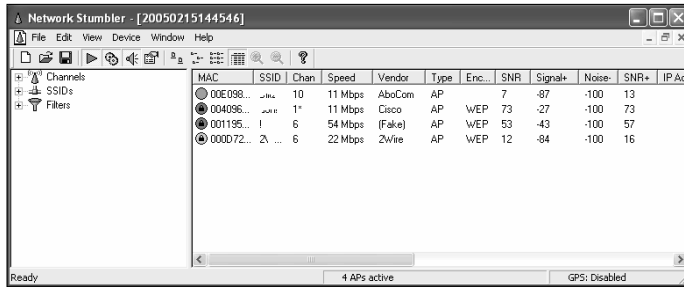 Network Stumbler - [20050215144546]
File Edit View Device Window Help
Channels
SSIDs
Filters
MAC SSID Chan Speed Vendor Type Enc... SNR Signal+ Noise- SNR+ IP Ad
00E098... 10 11 Mbps AboCom AP 7 -87 -100 13
004096... 1* 11 Mbps Cisco AP WEP 73 -27 -100 73
001195... 6 54 Mbps (Fake) AP WEP 53 -43 -100 57
000D72... 6 22 Mbps 2Wire AP WEP 12 -84 -100 16
Ready 4 APs active GPS: Disabled